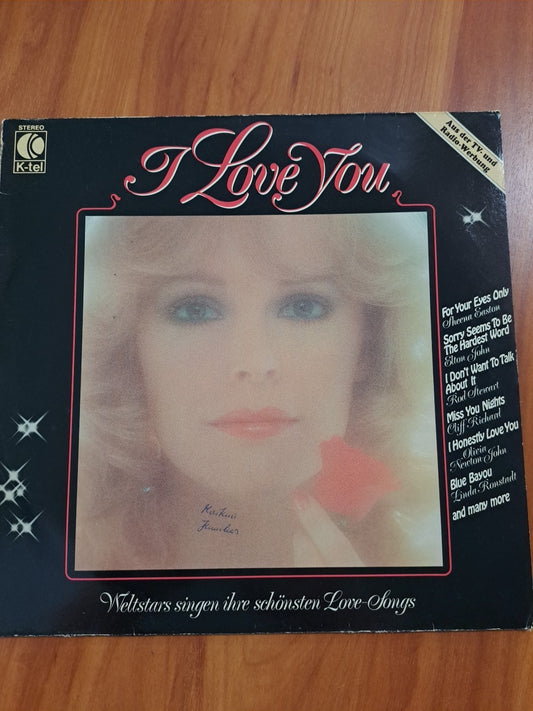 STEREO
K-tel
I Love You
Aus der TV. und
Radio-Werbung
For Your Eyes Only
Sheena Easton
Sorry Seems To Be
The Hardest Word
Elton John
I Don't Want To Talk
About It
Rod Stewart
Miss You Nights
Cliff Richard
I Honestly Love You
Olivia
Newton-John
Blue Bayou
Linda Ronstadt
and many more
Weltstars singen ihre schönsten Love-Songs